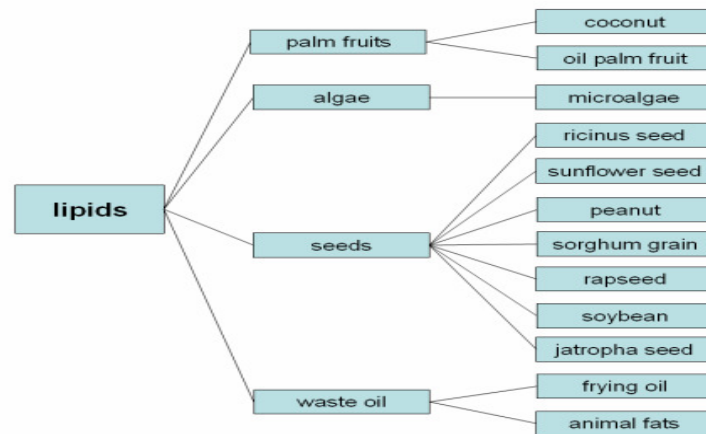 coconut
palm fruits
oil palm fruit
algae
microalgae
ricinus seed
sunflower seed
lipids
peanut
seeds
sorghum grain
rapseed
soybean
jatropha seed
frying oil
waste oil
animal fats